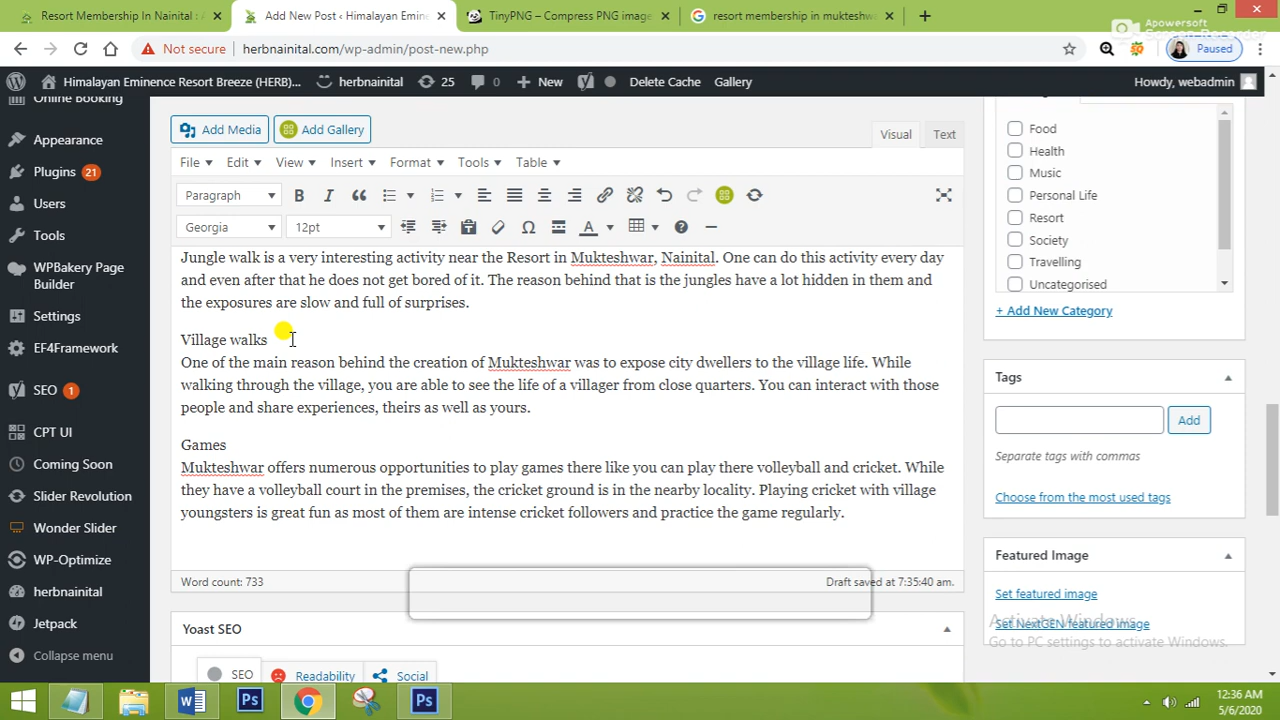 Resort Membership In Nainital : A
Add New Post ‹ Himalayan Emine
TinyPNG – Compress PNG image
resort membership in mukteshw
Apowersoft
Screen Recorder
Not secure
herbnainital.com/wp-admin/post-new.php
Paused
Himalayan Eminence Resort Breeze (HERB)...
herbnainital
25
0
New
Delete Cache
Gallery
Howdy, webadmin
Online Booking
Appearance
Plugins 21
Users
Tools
WPBakery Page
Builder
Settings
EF4Framework
SEO 1
CPT UI
Coming Soon
Slider Revolution
Wonder Slider
WP-Optimize
herbnainital
Jetpack
Collapse menu
Add Media
Add Gallery
Visual
Text
File
Edit
View
Insert
Format
Tools
Table
Paragraph
B
I
Georgia
12pt
Jungle walk is a very interesting activity near the Resort in Mukteshwar, Nainital. One can do this activity every day
and even after that he does not get bored of it. The reason behind that is the jungles have a lot hidden in them and
the exposures are slow and full of surprises.
Village walks
One of the main reason behind the creation of Mukteshwar was to expose city dwellers to the village life. While
walking through the village, you are able to see the life of a villager from close quarters. You can interact with those
people and share experiences, theirs as well as yours.
Games
Mukteshwar offers numerous opportunities to play games there like you can play there volleyball and cricket. While
they have a volleyball court in the premises, the cricket ground is in the nearby locality. Playing cricket with village
youngsters is great fun as most of them are intense cricket followers and practice the game regularly.
Word count: 733
Draft saved at 7:35:40 am.
Yoast SEO
SEO
Readability
Social
Food
Health
Music
Personal Life
Resort
Society
Travelling
Uncategorised
+ Add New Category
Tags
Add
Separate tags with commas
Choose from the most used tags
Featured Image
Set featured image
Set NextGEN featured image
Activate Windows
Go to PC settings to activate Windows.
12:36 AM
5/6/2020